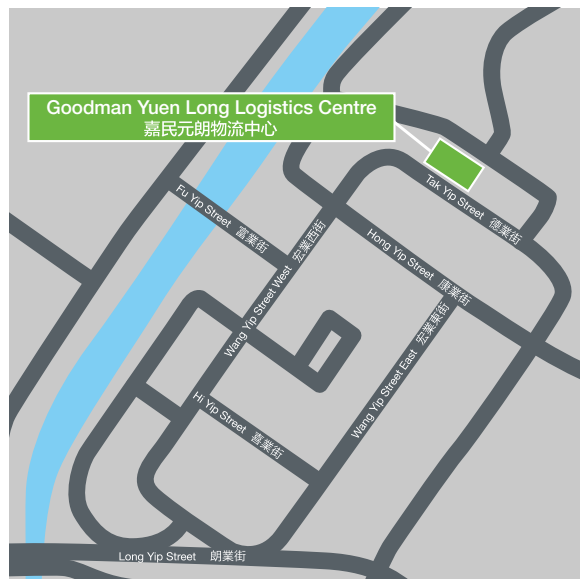 Goodman Yuen Long Logistics Centre
嘉民元朗物流中心
Tak Yip Street 德業街
Fu Yip Street 富業街
Hong Yip Street 康業街
Wang Yip Street West 宏業西街
Wang Yip Street East 宏業東街
Hi Yip Street 喜業街
Long Yip Street 朗業街